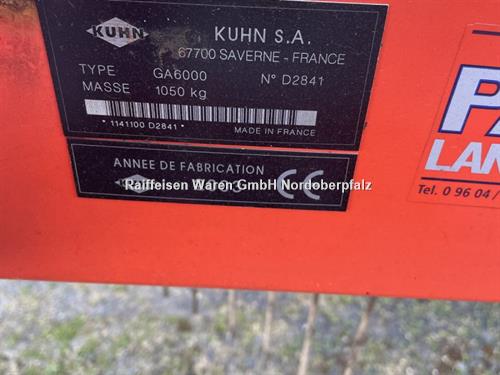 KUHN KUHN S.A.
67700 SAVERNE - FRANCE
TYPE GA6000 N° D2841
MASSE 1050 kg
* 1141100 D2841 *
MADE IN FRANCE
ANNEE DE FABRICATION
CE
Raiffeisen Waren GmbH Nordoberpfalz
LAN
Tel. 0 96 04 /